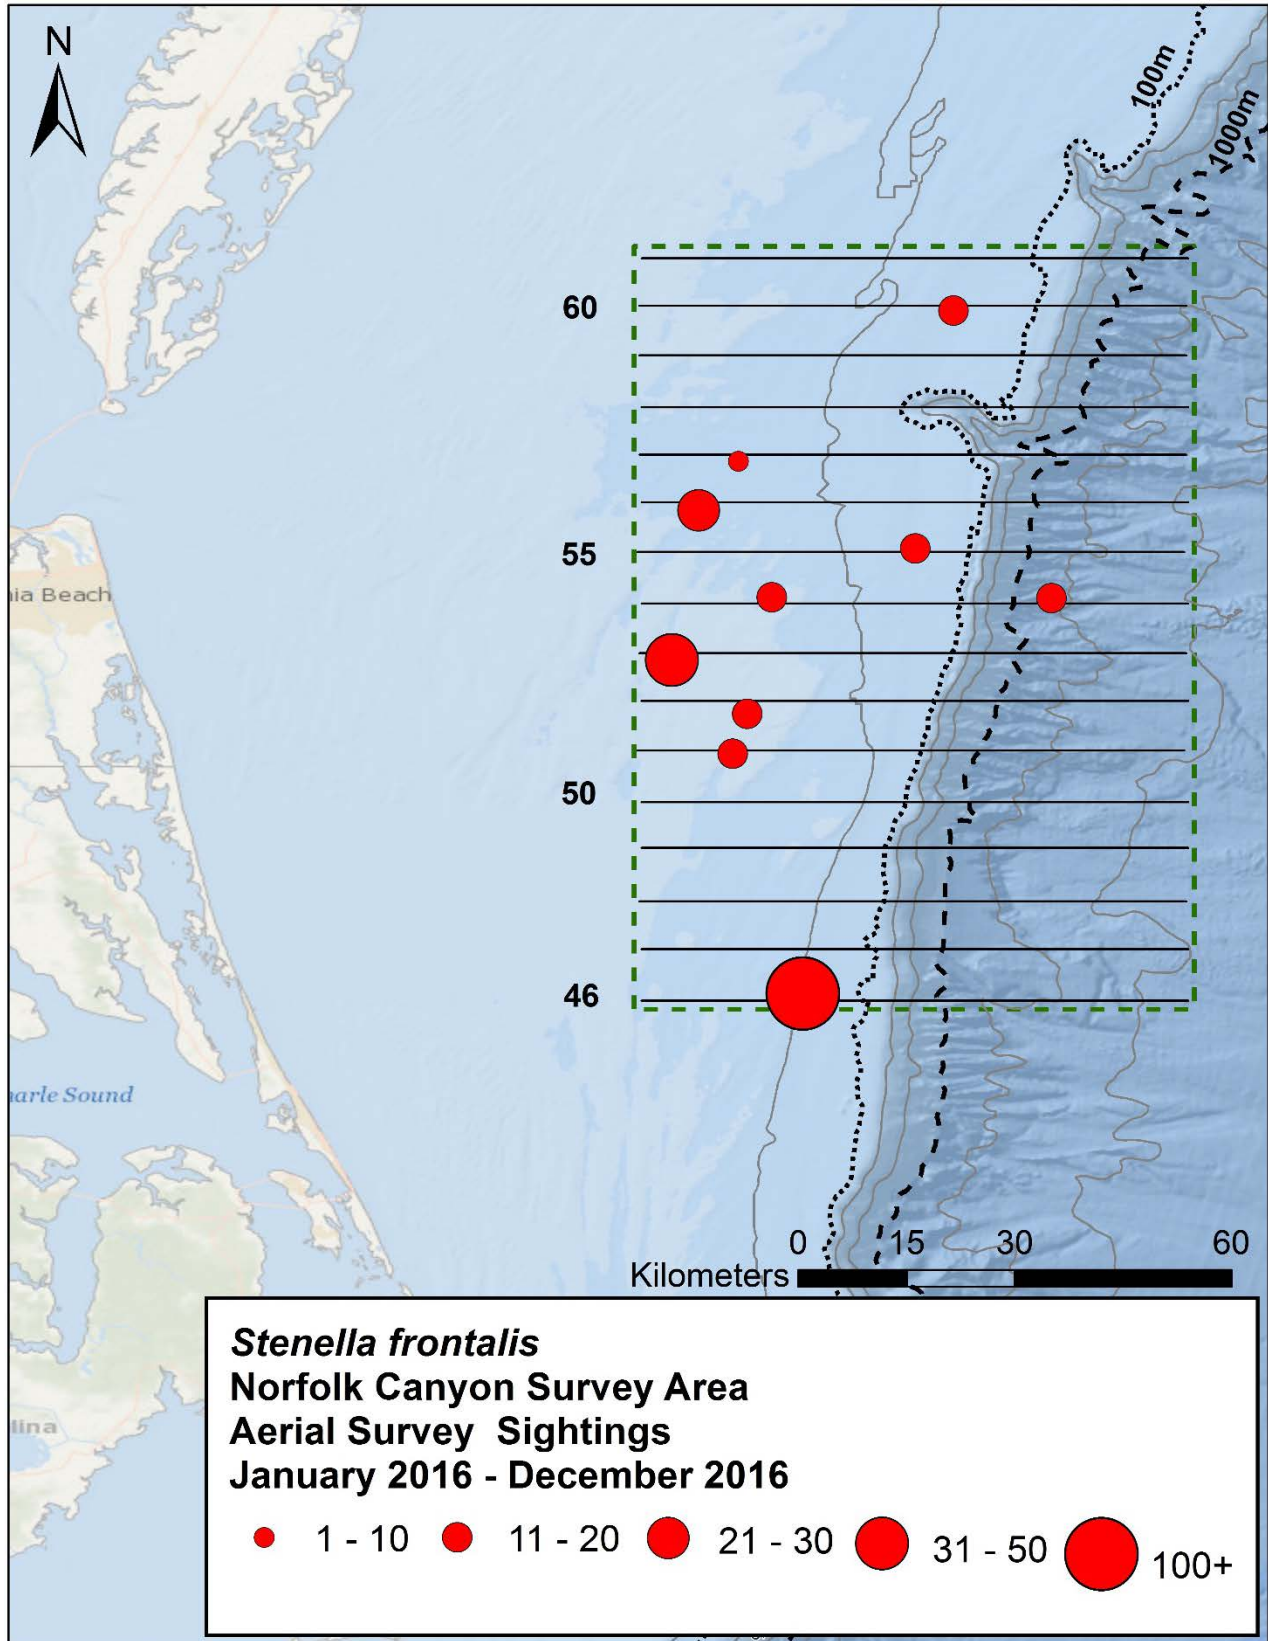 N
100m
1000m
60
55
nia Beach
50
46
arle Sound
0 15 30 60
Kilometers
lina
Stenella frontalis
Norfolk Canyon Survey Area
Aerial Survey Sightings
January 2016 - December 2016
1 - 10 11 - 20 21 - 30 31 - 50 100+